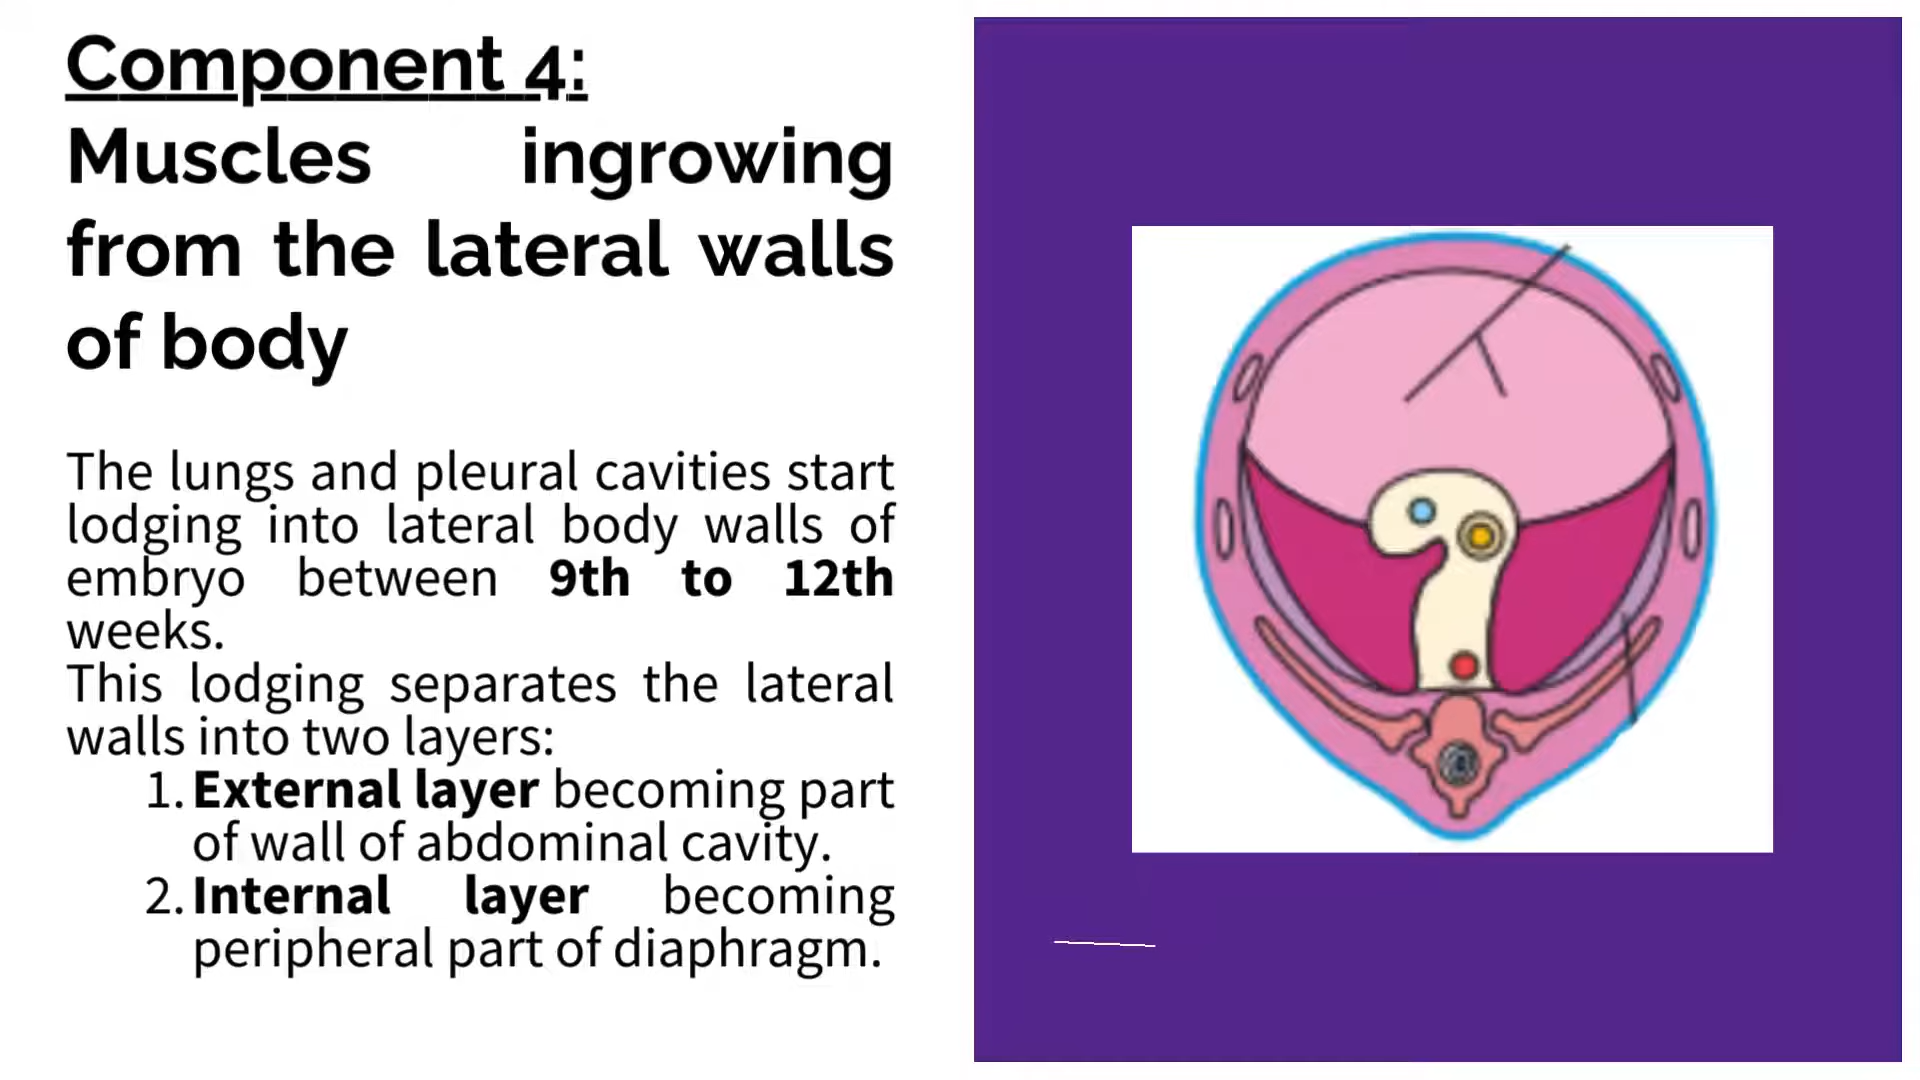 Component 4:
Muscles ingrowing
from the lateral walls
of body
The lungs and pleural cavities start
lodging into lateral body walls of
embryo between 9th to 12th
weeks.
This lodging separates the lateral
walls into two layers:
1. External layer becoming part
of wall of abdominal cavity.
2. Internal layer becoming
peripheral part of diaphragm.